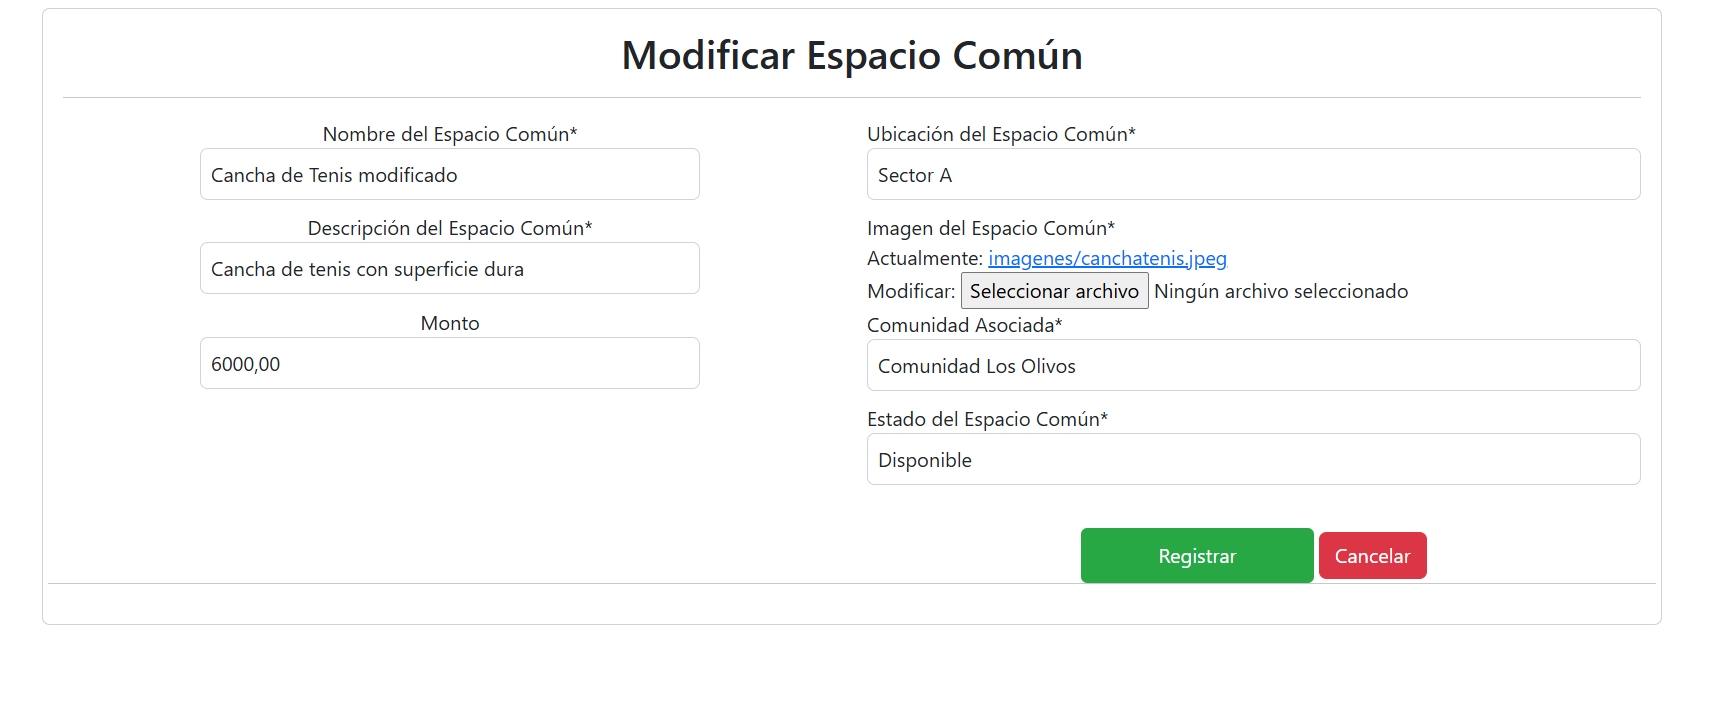 Modificar Espacio Común
Nombre del Espacio Común*
Cancha de Tenis modificado
Descripción del Espacio Común*
Cancha de tenis con superficie dura
Monto
6000,00
Ubicación del Espacio Común*
Sector A
Imagen del Espacio Común*
Actualmente: imagenes/canchatenis.jpeg
Modificar: Seleccionar archivo Ningún archivo seleccionado
Comunidad Asociada*
Comunidad Los Olivos
Estado del Espacio Común*
Disponible
Registrar Cancelar